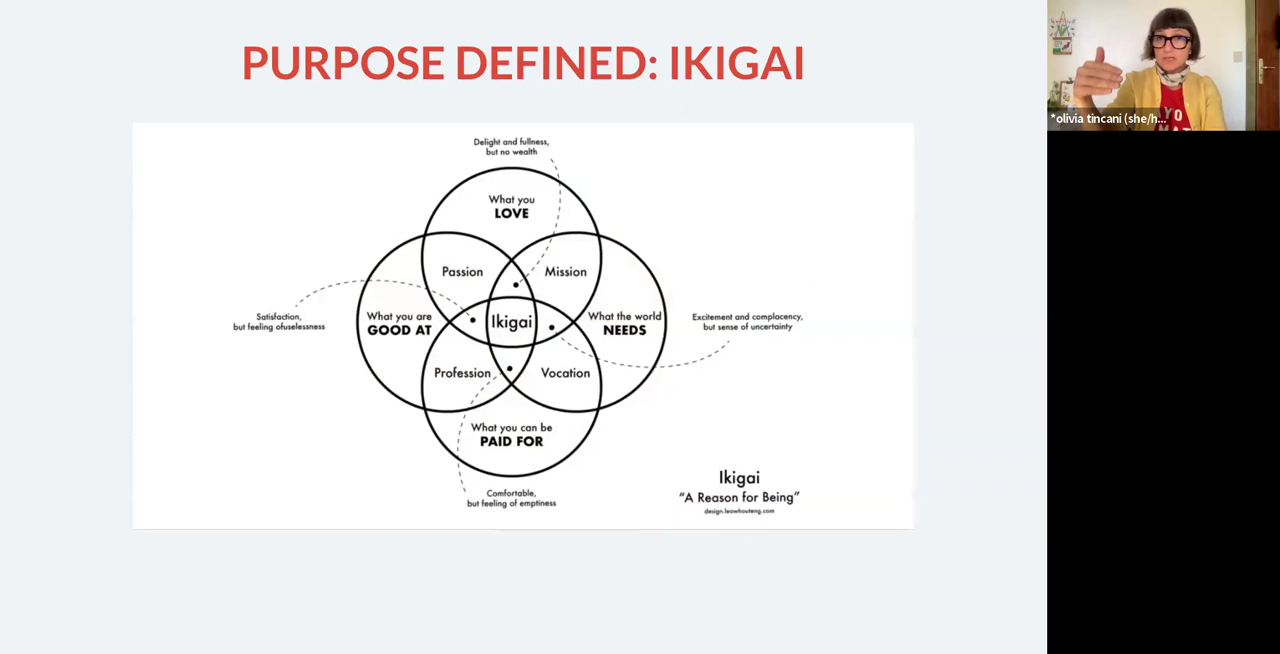 PURPOSE DEFINED: IKIGAI
*olivia tincani (she/h...
YO
MAT
Delight and fullness,
but no wealth
What you
LOVE
Passion
Mission
Satisfaction,
but feeling ofuselessness
What you are
GOOD AT
Ikigai
What the world
NEEDS
Excitement and complacency,
but sense of uncertainty
Profession
Vocation
What you can be
PAID FOR
Comfortable,
but feeling of emptiness
Ikigai
“A Reason for Being”
design.leowhouteng.com